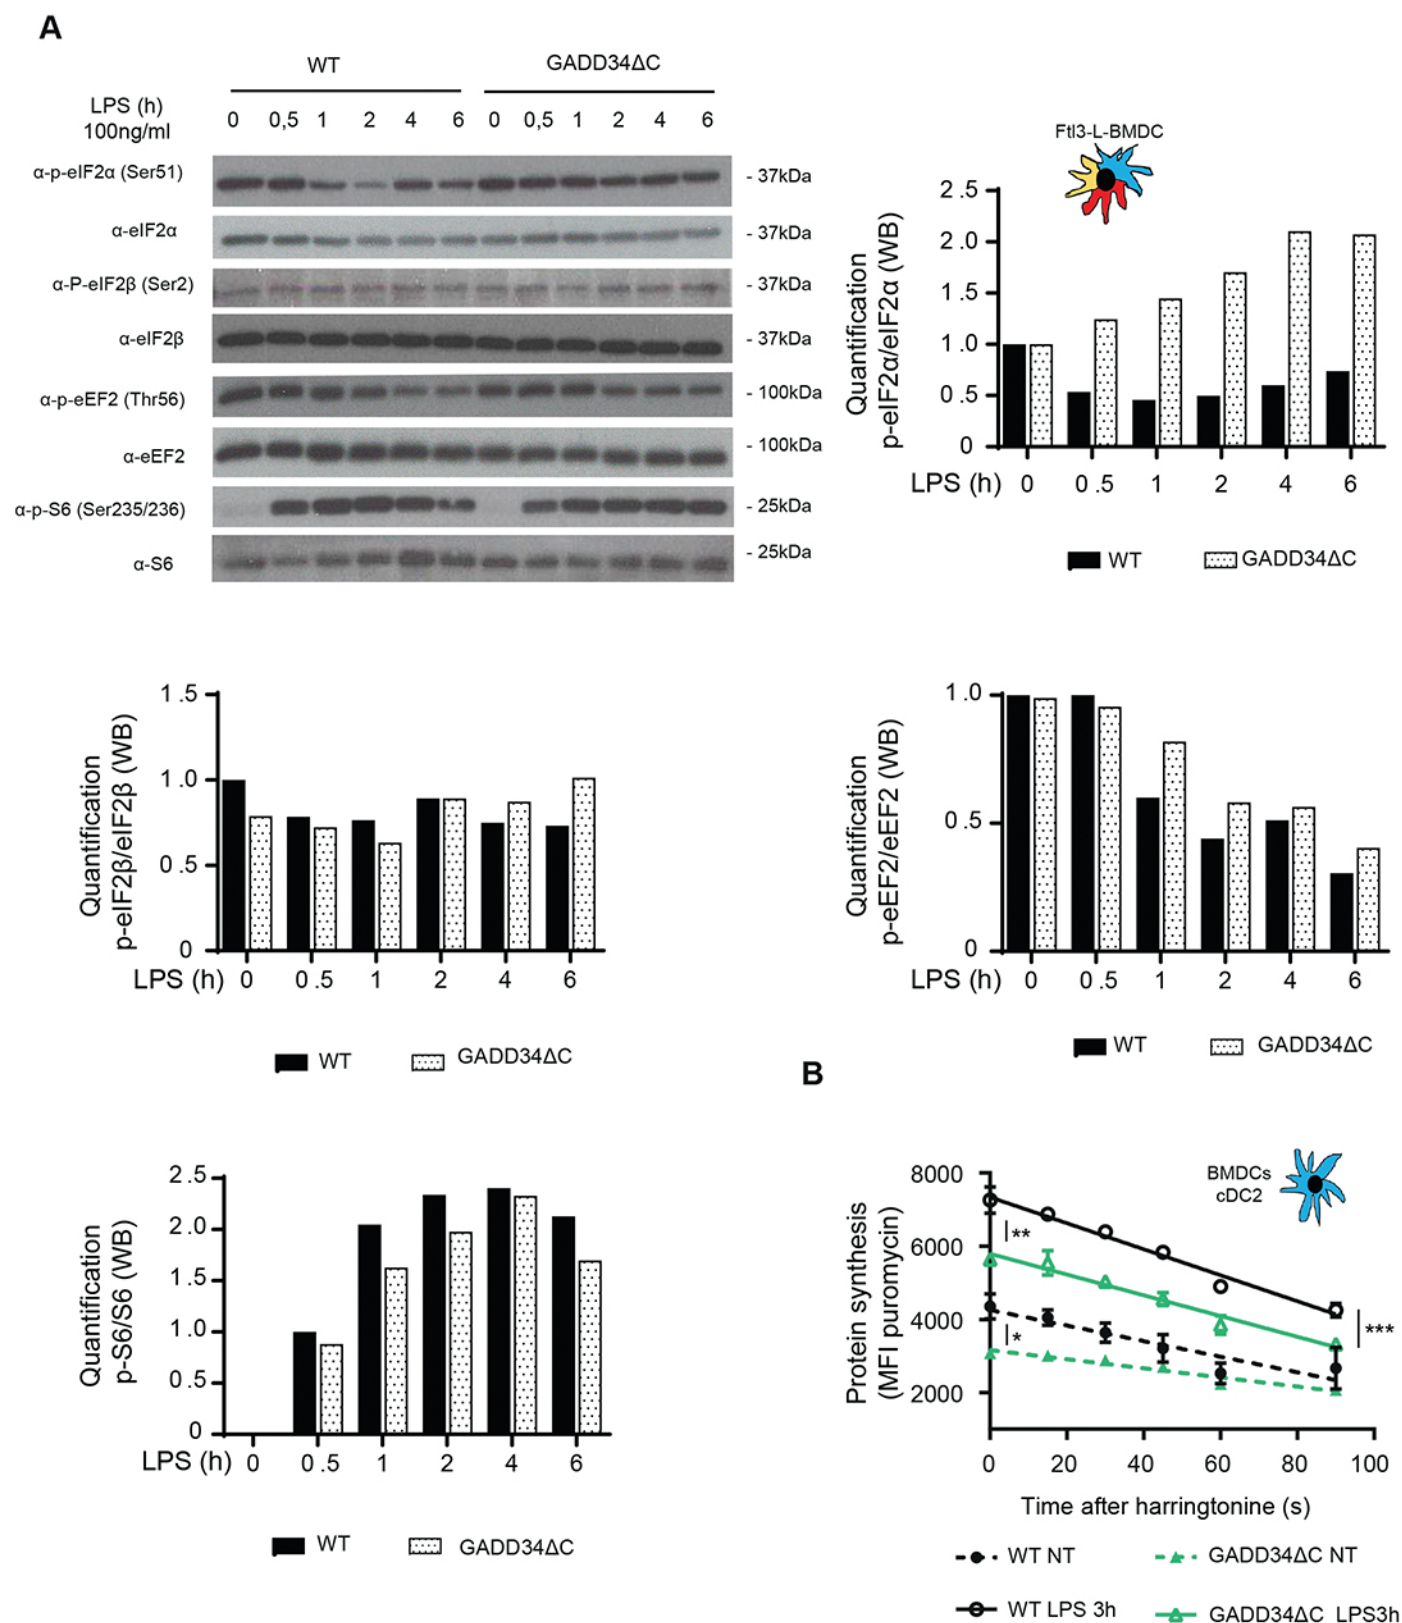 A
WT GADD34ΔC
LPS (h)
100ng/ml
0 0,5 1 2 4 6 0 0,5 1 2 4 6
α-p-eIF2α (Ser51) - 37kDa
α-eIF2α - 37kDa
α-P-eIF2β (Ser2) - 37kDa
α-eIF2β - 37kDa
α-p-eEF2 (Thr56) - 100kDa
α-eEF2 - 100kDa
α-p-S6 (Ser235/236) - 25kDa
α-S6 - 25kDa
Ftl3-L-BMDC
Quantification
p-eIF2α/eIF2α (WB)
2.5
2.0
1.5
1.0
0.5
0
LPS (h) 0 0.5 1 2 4 6
WT GADD34ΔC
Quantification
p-eIF2β/eIF2β (WB)
1.5
1.0
0.5
0
LPS (h) 0 0.5 1 2 4 6
WT GADD34ΔC
Quantification
p-eEF2/eEF2 (WB)
1.0
0.5
0
LPS (h) 0 0.5 1 2 4 6
WT GADD34ΔC
Quantification
p-S6/S6 (WB)
2.5
2.0
1.5
1.0
0.5
0
LPS (h) 0 0.5 1 2 4 6
WT GADD34ΔC
B
BMDCs
cDC2
Protein synthesis
(MFI puromycin)
8000
6000
4000
2000
**
*
***
0 20 40 60 80 100
Time after harringtonine (s)
WT NT GADD34ΔC NT
WT LPS 3h GADD34ΔC LPS3h